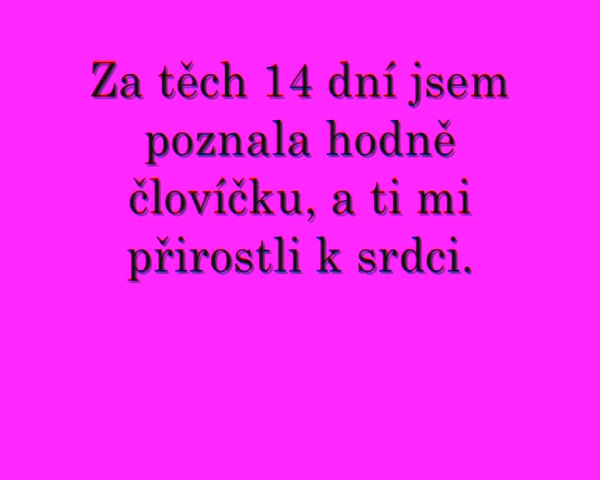 Za těch 14 dní jsem
poznala hodně
človíčku, a ti mi
přirostli k srdci.